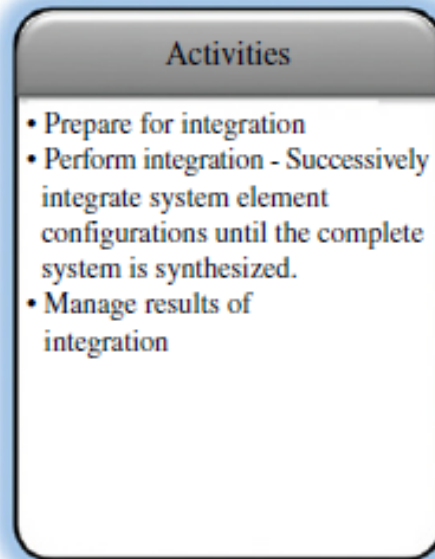 Activities
• Prepare for integration
• Perform integration - Successively
integrate system element
configurations until the complete
system is synthesized.
• Manage results of
integration